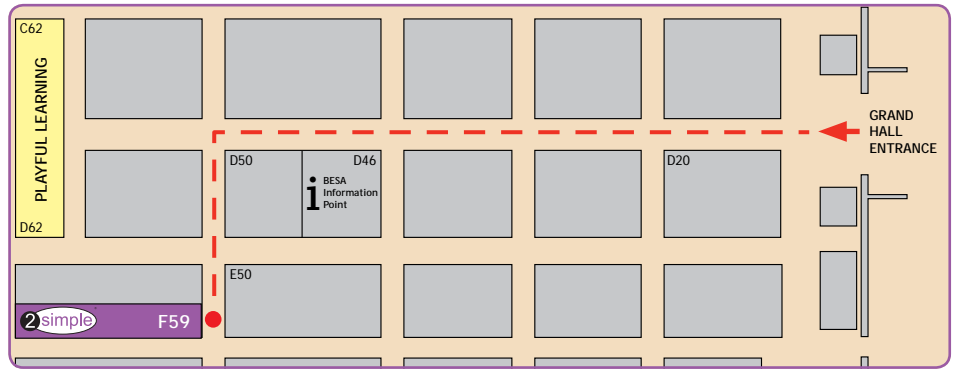 C62
PLAYFUL LEARNING
D62
GRAND
HALL
ENTRANCE
D50
D46
i
BESA
Information
Point
D20
E50
2simple
F59